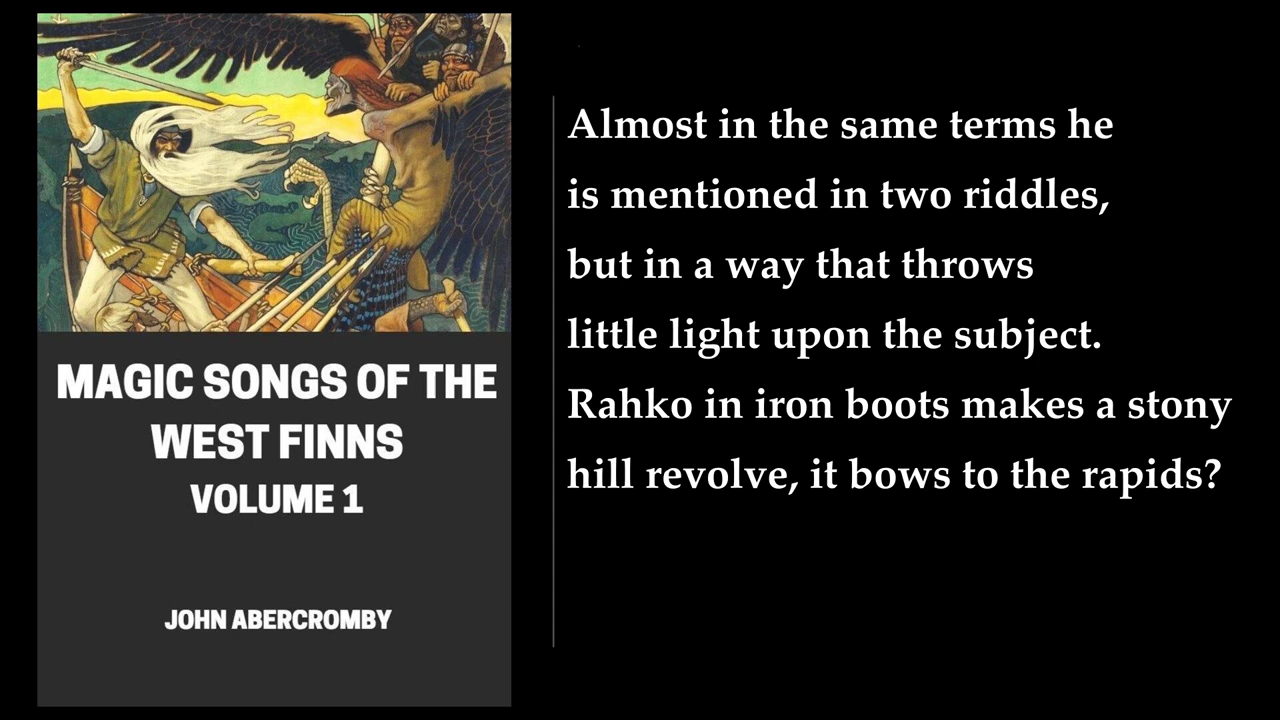 MAGIC SONGS OF THE
WEST FINNS
VOLUME 1
JOHN ABERCROMBY
Almost in the same terms he
is mentioned in two riddles,
but in a way that throws
little light upon the subject.
Rahko in iron boots makes a stony
hill revolve, it bows to the rapids?